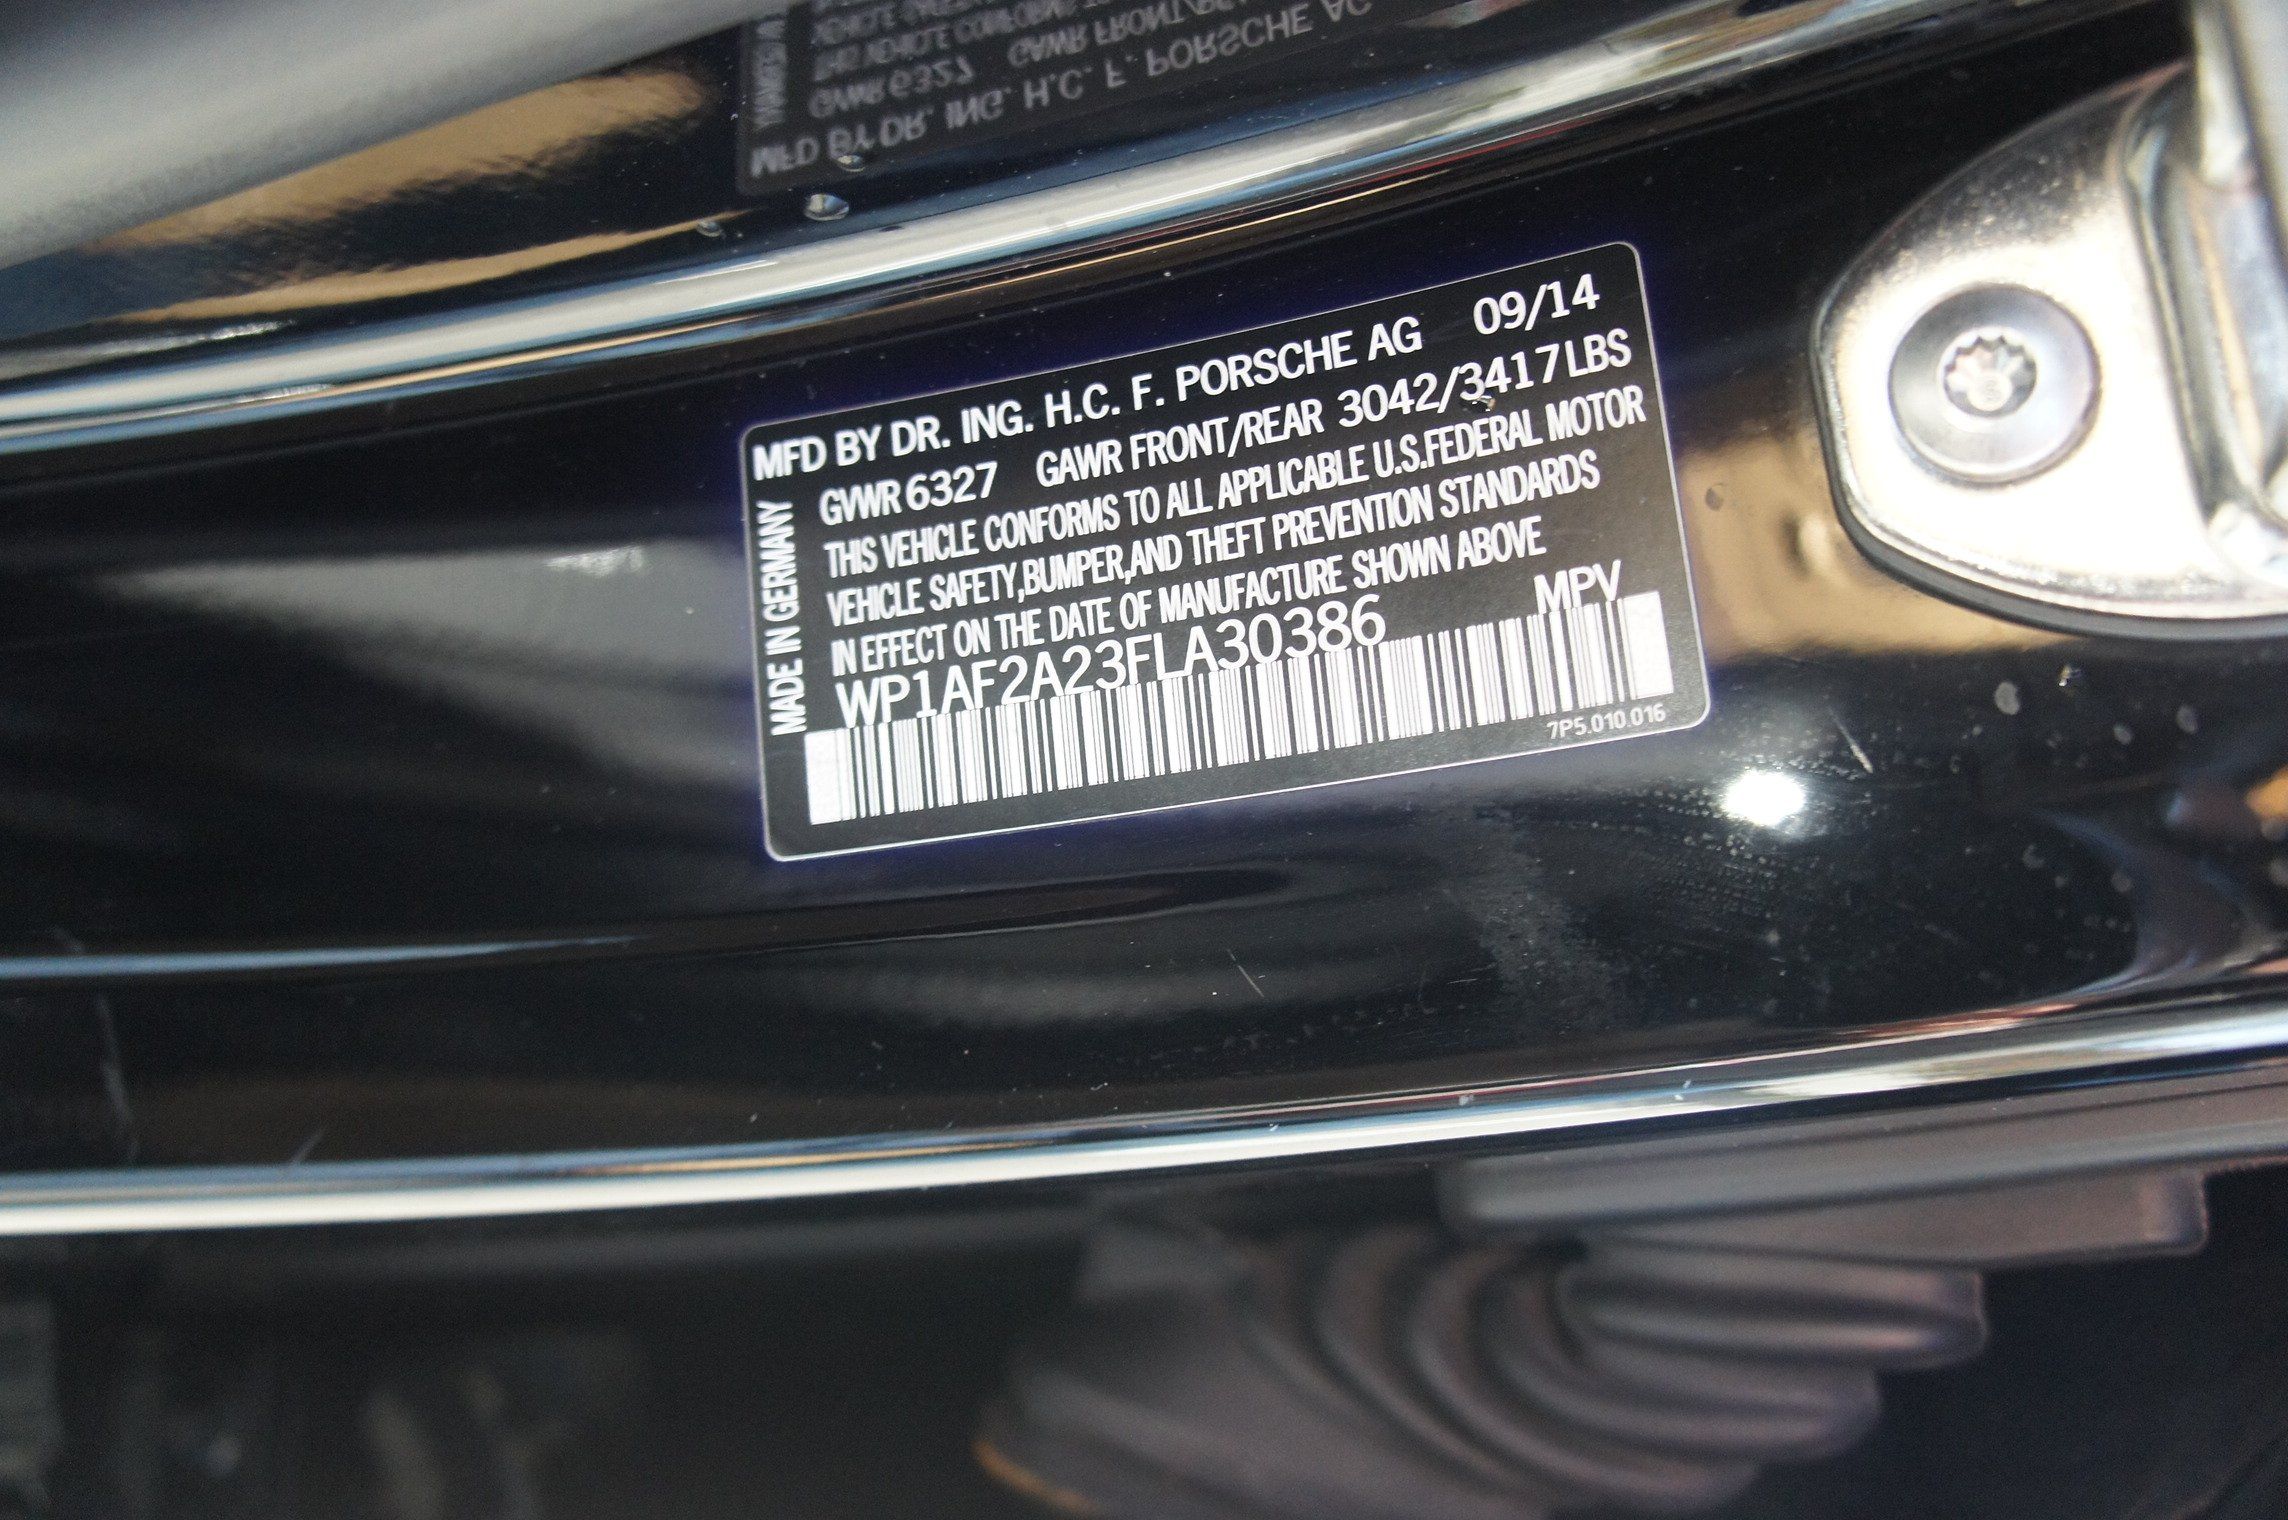 MFD BY DR. ING. H.C. F. PORSCHE AG 09/14
GVWR 6327 GAWR FRONT/REAR 3042/3417LBS
THIS VEHICLE CONFORMS TO ALL APPLICABLE U.S.FEDERAL MOTOR
VEHICLE SAFETY,BUMPER,AND THEFT PREVENTION STANDARDS
IN EFFECT ON THE DATE OF MANUFACTURE SHOWN ABOVE
WP1AF2A23FLA30386 MPV
7P5.010.016
MADE IN GERMANY